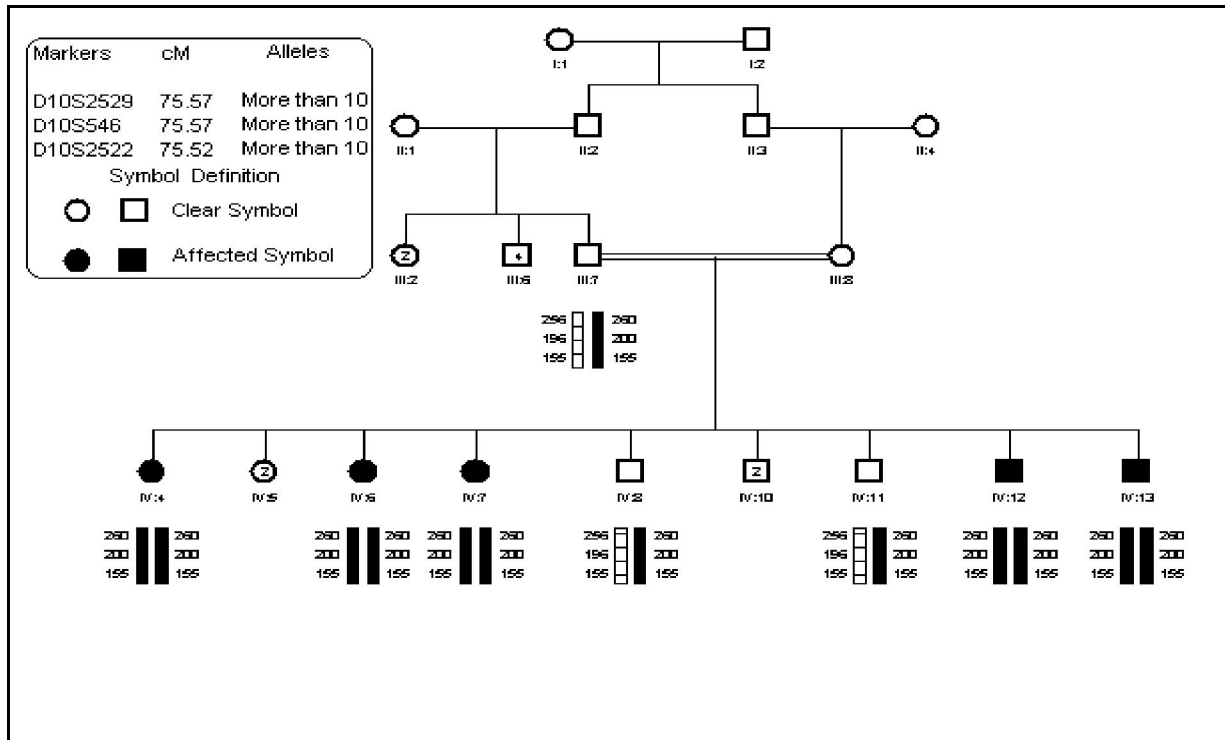 Markers cM Alleles
D10S2529 75.57 More than 10
D10S546 75.57 More than 10
D10S2522 75.52 More than 10
Symbol Definition
Clear Symbol
Affected Symbol
I:1 I:2
II:1 II:2 II:3 II:4
2 4
III:2 III:6 III:7 III:8
296 260
196 200
155 155
2 2
IV:4 IV:5 IV:6 IV:7 IV:8 IV:10 IV:11 IV:12 IV:13
260 260 260 260 260 260 296 260 296 260 260 260 260 260
200 200 200 200 200 200 196 200 196 200 200 200 200 200
155 155 155 155 155 155 155 155 155 155 155 155 155 155